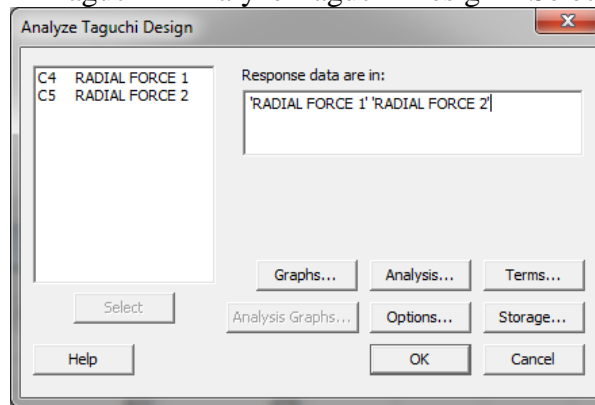 Analyze Taguchi Design
X
C4 RADIAL FORCE 1
C5 RADIAL FORCE 2
Response data are in:
'RADIAL FORCE 1' 'RADIAL FORCE 2'
Graphs... Analysis... Terms...
Select
Analysis Graphs... Options... Storage...
Help OK Cancel